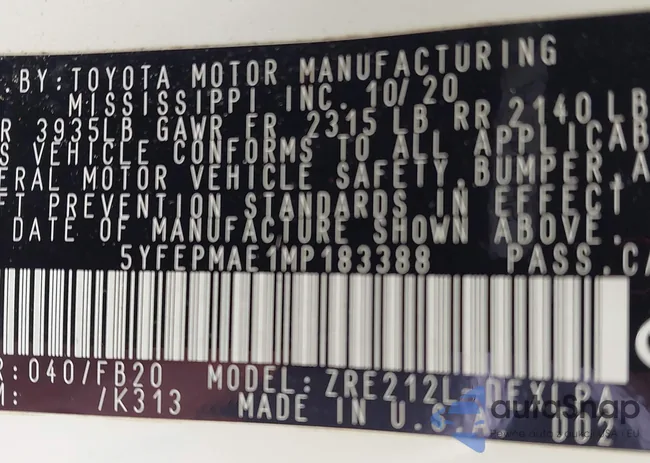 . BY: TOYOTA MOTOR MANUFACTURING
MISSISSIPPI INC. 10/20
R 3935LB GAWR FR 2315 LB RR 2140 LB
S VEHICLE CONFORMS TO ALL APPLICAB
ERAL MOTOR VEHICLE SAFETY, BUMPER, A
FT PREVENTION STANDARDS IN EFFECT
DATE OF MANUFACTURE SHOWN ABOVE.
5YFEPMAE1MP183388 PASS. CA
R: 040/FB20 MODEL: ZRE212L-
M: /K313 MADE IN U.S.A. 002
autoSnap